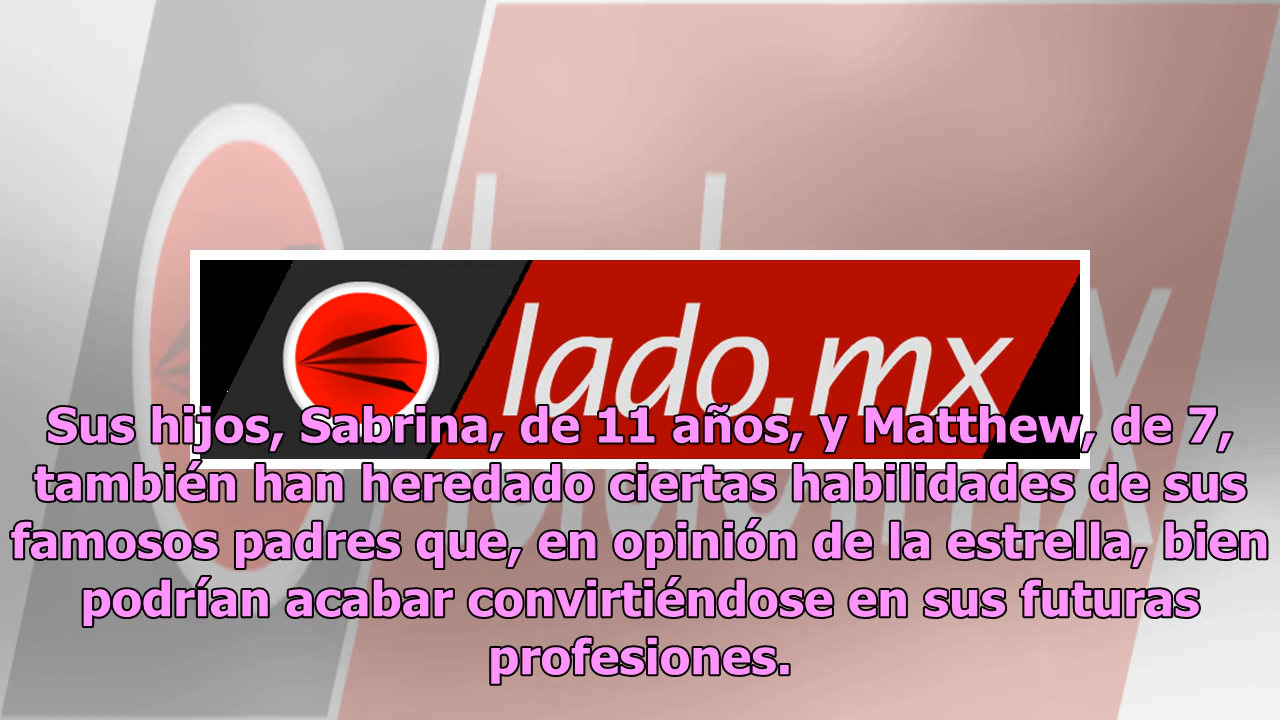 lado.mx
Sus hijos, Sabrina, de 11 años, y Matthew, de 7,
también han heredado ciertas habilidades de sus
famosos padres que, en opinión de la estrella, bien
podrían acabar convirtiéndose en sus futuras
profesiones.